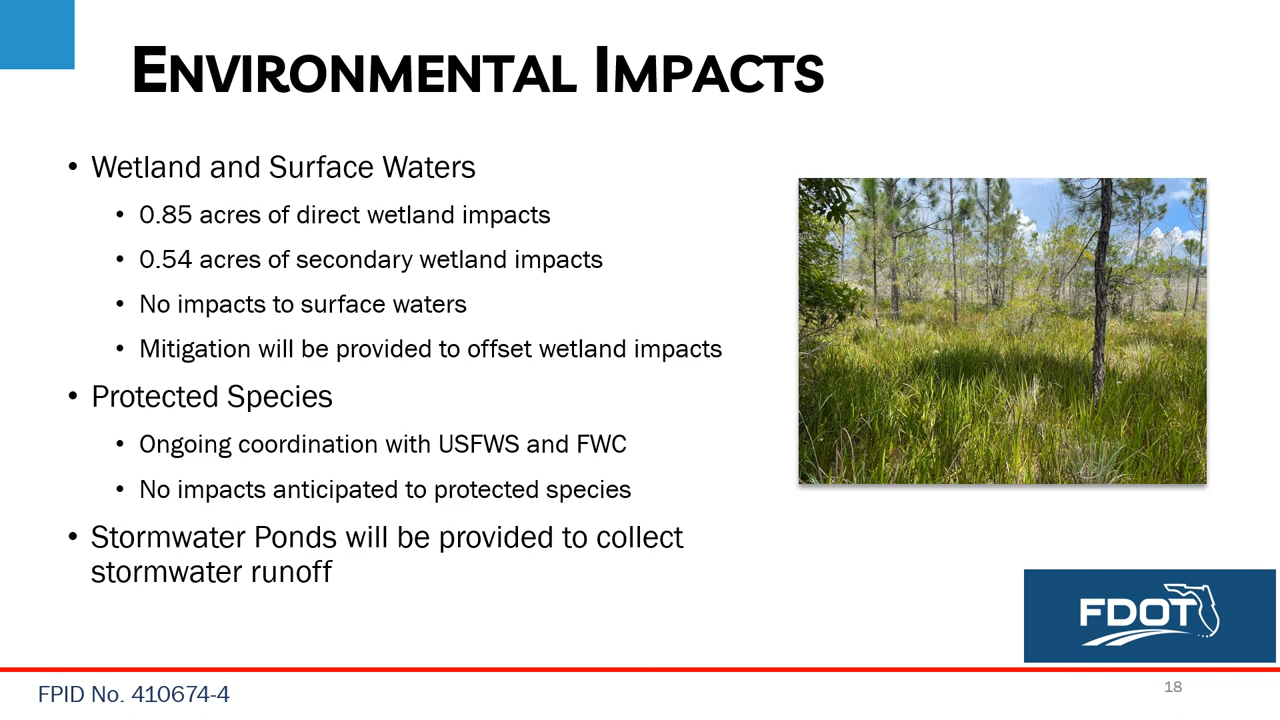 ENVIRONMENTAL IMPACTS
• Wetland and Surface Waters
• 0.85 acres of direct wetland impacts
• 0.54 acres of secondary wetland impacts
• No impacts to surface waters
• Mitigation will be provided to offset wetland impacts
• Protected Species
• Ongoing coordination with USFWS and FWC
• No impacts anticipated to protected species
• Stormwater Ponds will be provided to collect
stormwater runoff
FDOT
FPID No. 410674-4
18